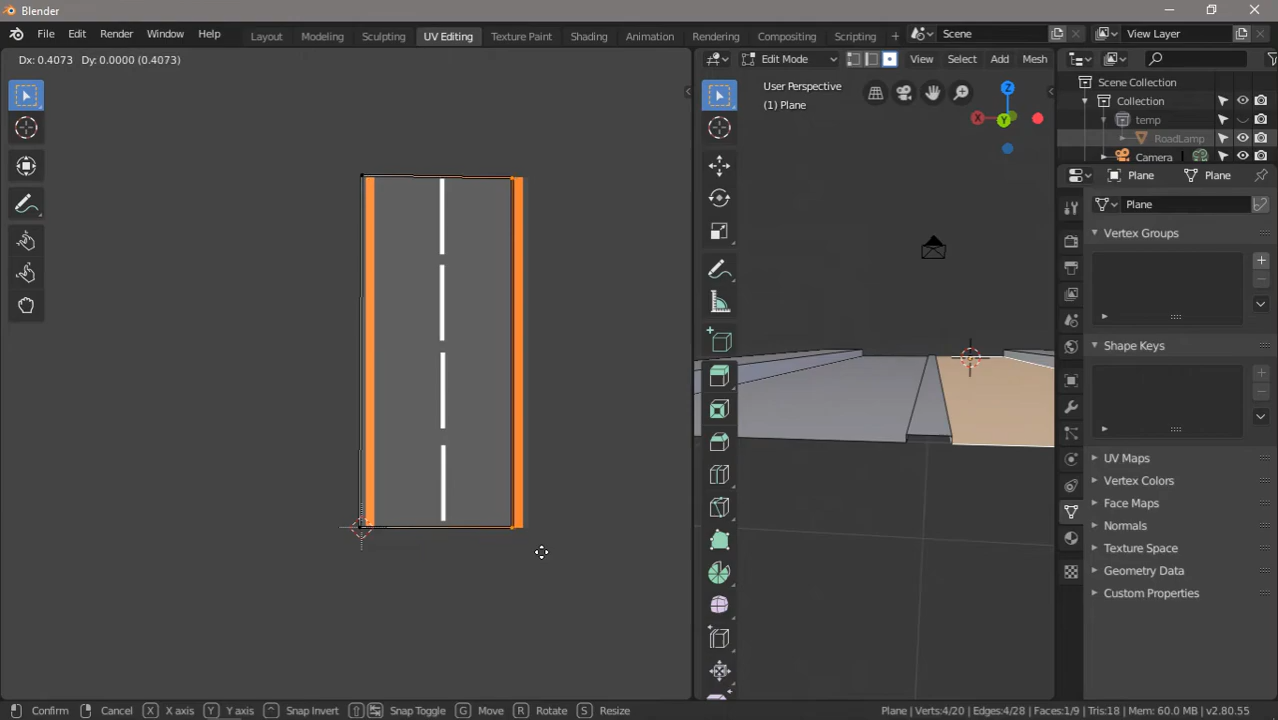 Blender
File Edit Render Window Help
Layout Modeling Sculpting UV Editing Texture Paint Shading Animation Rendering Compositing Scripting +
Scene
View Layer
Dx: 0.4073 Dy: 0.0000 (0.4073)
Edit Mode View Select Add Mesh
User Perspective
(1) Plane
Z
X
Y
Scene Collection
Collection
temp
RoadLamp
Camera
Plane Plane
Plane
Vertex Groups
Shape Keys
UV Maps
Vertex Colors
Face Maps
Normals
Texture Space
Geometry Data
Custom Properties
Confirm Cancel X X axis Y Y axis ^ Snap Invert Snap Toggle G Move R Rotate S Resize
Plane | Verts:4/20 | Edges:4/28 | Faces:1/9 | Tris:18 | Mem: 60.0 MB | v2.80.55